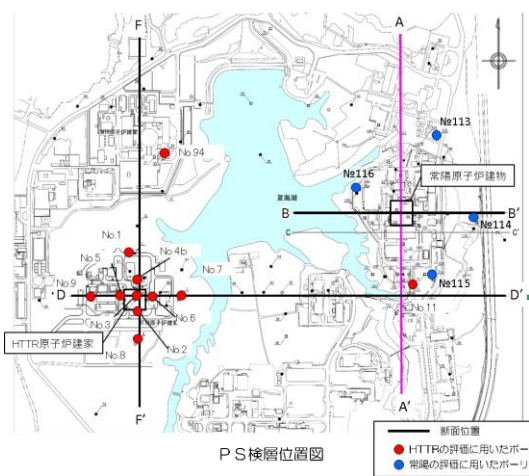 F
A
№113
No.94
№116
常陽原子炉建物
夏海湖
B
B'
№114
C
C'
No.1
No.4b
No.5
No.7
No.9
№115
D
D'
No.3
No.6
No.11
HTTR原子炉建家
No.8
No.2
F'
A'
PS検層位置図
断面位置
HTTRの評価に用いたボー
常陽の評価に用いたボーリ